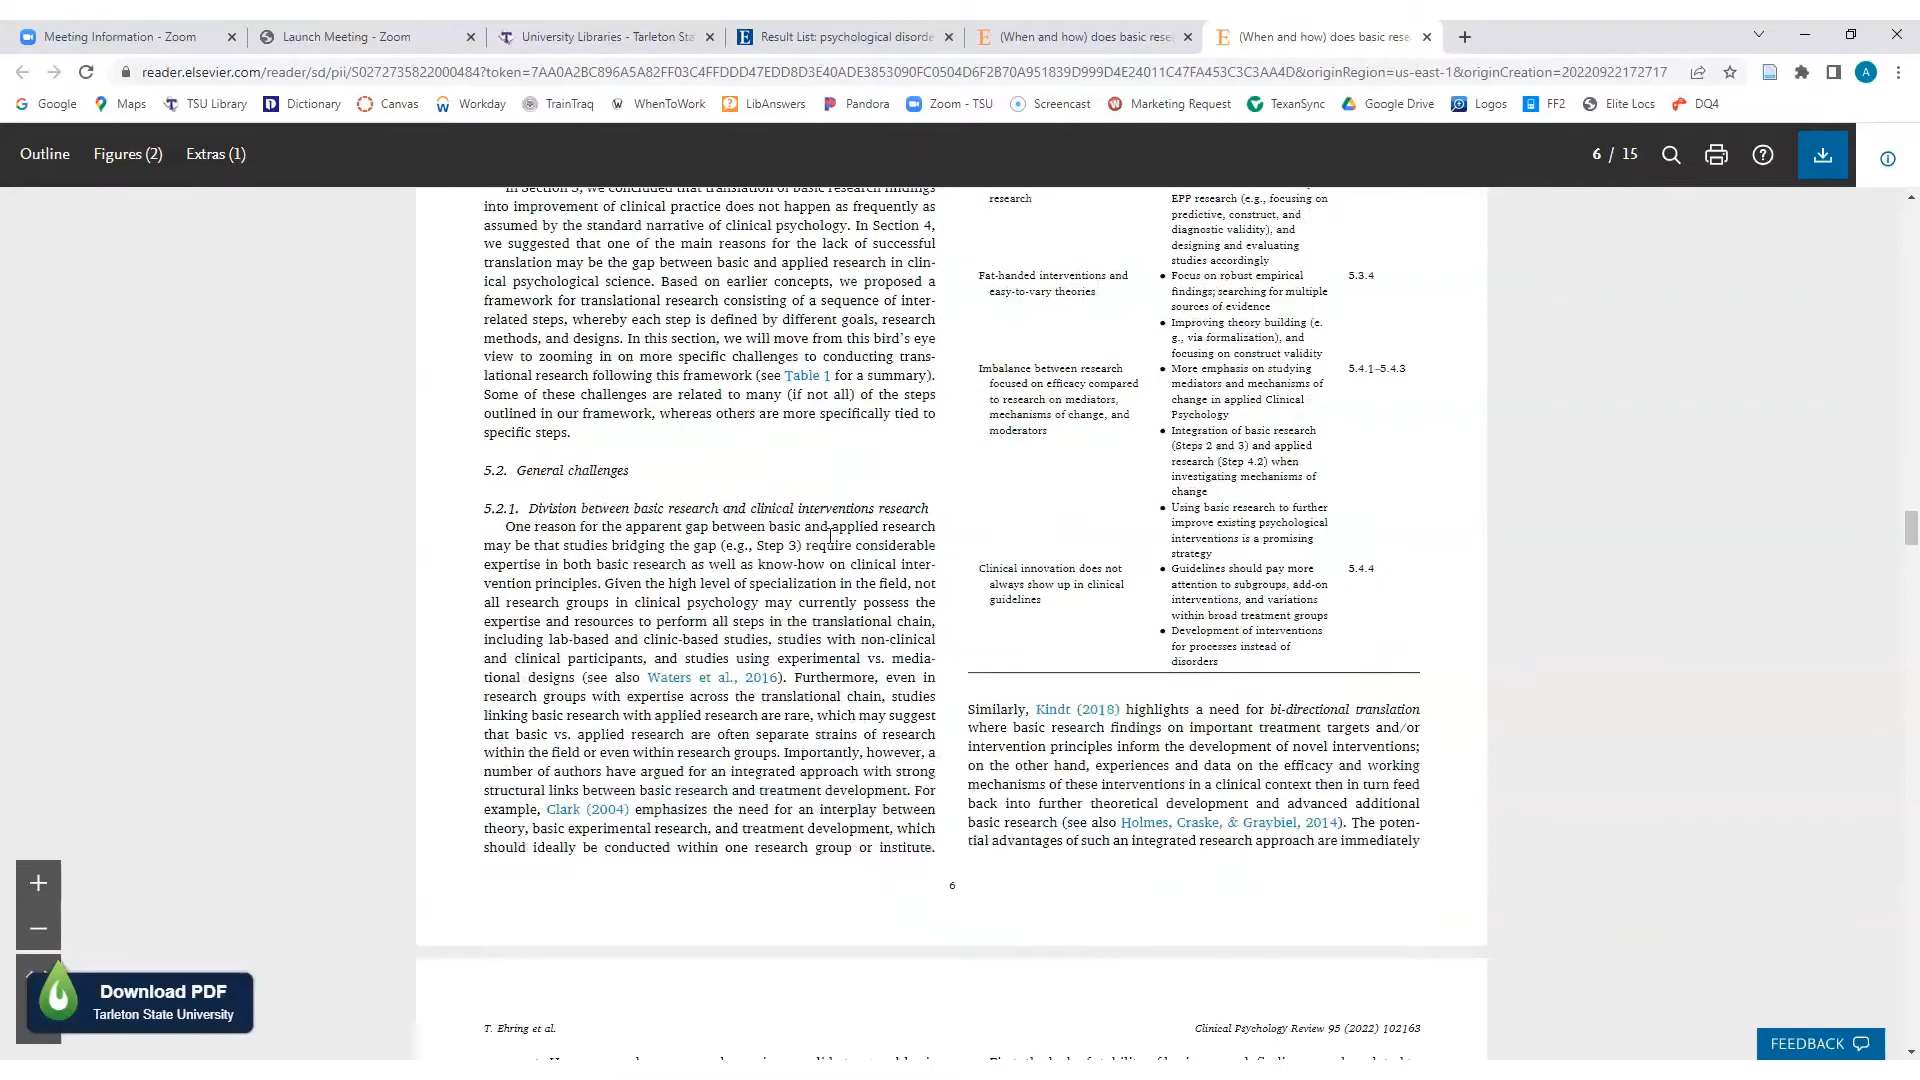 Meeting Information - Zoom
Launch Meeting - Zoom
University Libraries - Tarleton Sta
Result List: psychological disorde
(When and how) does basic rese
(When and how) does basic rese
reader.elsevier.com/reader/sd/pii/S0272735822000484?token=7AA0A2BC896A5A82FF03C4FFDDD47EDD8D3E40ADE3853090FC0504D6F2B70A951839D999D4E24011C47FA453C3C3AA4D&originRegion=us-east-1&originCreation=20220922172717
A
Google
Maps
TSU Library
Dictionary
Canvas
Workday
TrainTraq
WhenToWork
LibAnswers
Pandora
Zoom - TSU
Screencast
Marketing Request
TexanSync
Google Drive
Logos
FF2
Elite Locs
DQ4
Outline
Figures (2)
Extras (1)
6 / 15
In Section 3, we concluded that translation of basic research findings
into improvement of clinical practice does not happen as frequently as
assumed by the standard narrative of clinical psychology. In Section 4,
we suggested that one of the main reasons for the lack of successful
translation may be the gap between basic and applied research in clin-
ical psychological science. Based on earlier concepts, we proposed a
framework for translational research consisting of a sequence of inter-
related steps, whereby each step is defined by different goals, research
methods, and designs. In this section, we will move from this bird's eye
view to zooming in on more specific challenges to conducting trans-
lational research following this framework (see Table 1 for a summary).
Some of these challenges are related to many (if not all) of the steps
outlined in our framework, whereas others are more specifically tied to
specific steps.
5.2. General challenges
5.2.1. Division between basic research and clinical interventions research
One reason for the apparent gap between basic and applied research
may be that studies bridging the gap (e.g., Step 3) require considerable
expertise in both basic research as well as know-how on clinical inter-
vention principles. Given the high level of specialization in the field, not
all research groups in clinical psychology may currently possess the
expertise and resources to perform all steps in the translational chain,
including lab-based and clinic-based studies, studies with non-clinical
and clinical participants, and studies using experimental vs. media-
tional designs (see also Waters et al., 2016). Furthermore, even in
research groups with expertise across the translational chain, studies
linking basic research with applied research are rare, which may suggest
that basic vs. applied research are often separate strains of research
within the field or even within research groups. Importantly, however, a
number of authors have argued for an integrated approach with strong
structural links between basic research and treatment development. For
example, Clark (2004) emphasizes the need for an interplay between
theory, basic experimental research, and treatment development, which
should ideally be conducted within one research group or institute.
research
EPP research (e.g., focusing on
predictive, construct, and
diagnostic validity), and
designing and evaluating
studies accordingly
Fat-handed interventions and
easy-to-vary theories
• Focus on robust empirical
findings; searching for multiple
sources of evidence
• Improving theory building (e.
g., via formalization), and
focusing on construct validity
5.3.4
Imbalance between research
focused on efficacy compared
to research on mediators,
mechanisms of change, and
moderators
• More emphasis on studying
mediators and mechanisms of
change in applied Clinical
Psychology
• Integration of basic research
(Steps 2 and 3) and applied
research (Step 4.2) when
investigating mechanisms of
change
• Using basic research to further
improve existing psychological
interventions is a promising
strategy
5.4.1–5.4.3
Clinical innovation does not
always show up in clinical
guidelines
• Guidelines should pay more
attention to subgroups, add-on
interventions, and variations
within broad treatment groups
• Development of interventions
for processes instead of
disorders
5.4.4
Similarly, Kindt (2018) highlights a need for bi-directional translation
where basic research findings on important treatment targets and/or
intervention principles inform the development of novel interventions;
on the other hand, experiences and data on the efficacy and working
mechanisms of these interventions in a clinical context then in turn feed
back into further theoretical development and advanced additional
basic research (see also Holmes, Craske, & Graybiel, 2014). The poten-
tial advantages of such an integrated research approach are immediately
6
T. Ehring et al.
Clinical Psychology Review 95 (2022) 102163
Download PDF
Tarleton State University
FEEDBACK